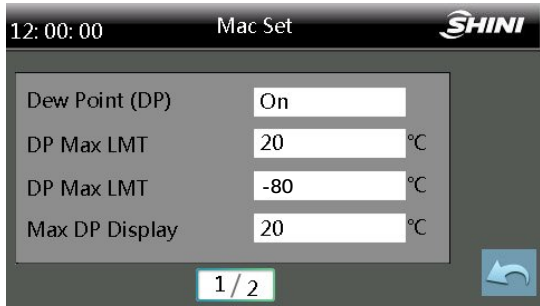 12: 00: 00 Mac Set SHINI
Dew Point (DP) On
DP Max LMT 20 °C
DP Max LMT -80 °C
Max DP Display 20 °C
1/2